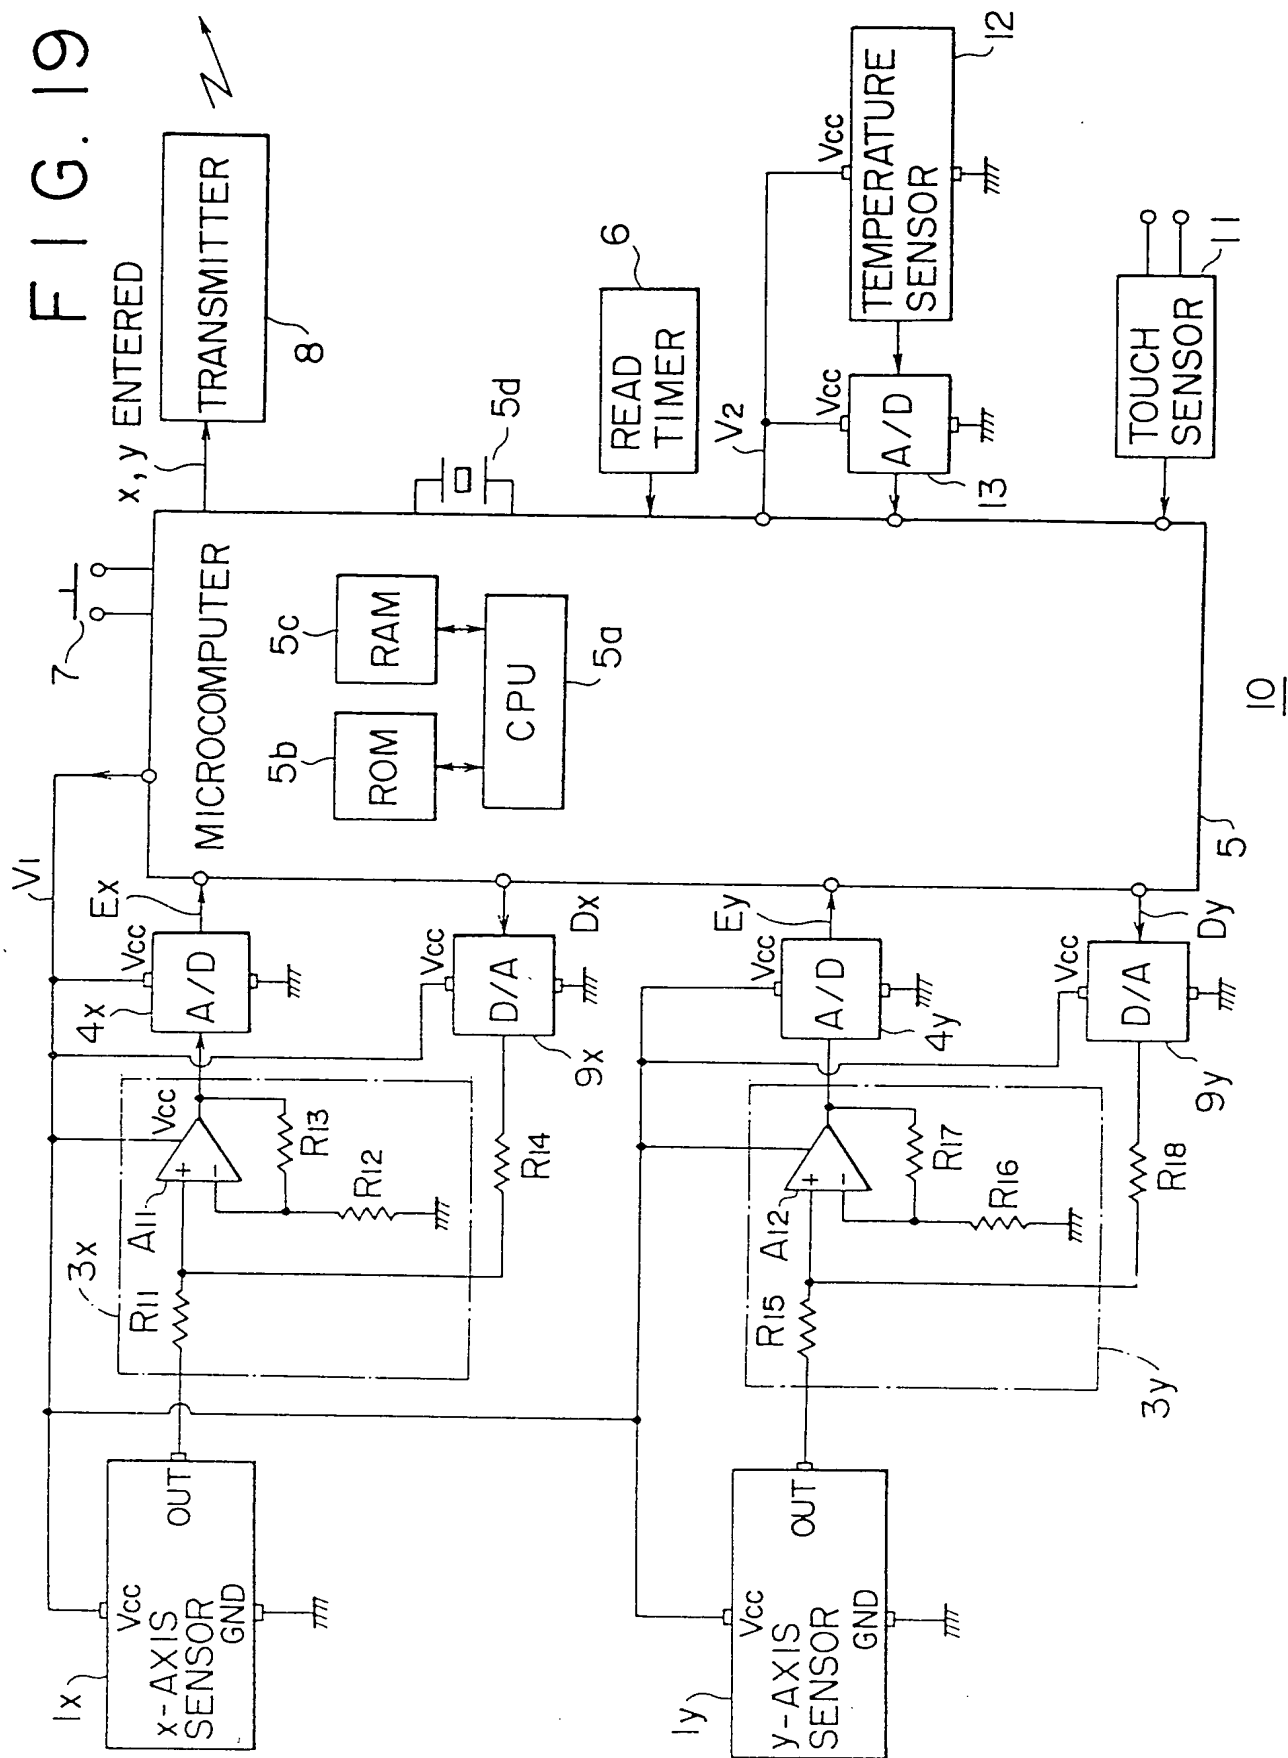 FIG. 19
1x
Vcc
x-AXIS
SENSOR
GND
OUT
3x
R11
A11
+
-
Vcc
R13
R12
R14
V1
4x
Vcc
A/D
Ex
Vcc
D/A
9x
Dx
1y
Vcc
y-AXIS
SENSOR
GND
OUT
3y
R15
A12
+
-
R17
R16
R18
Vcc
A/D
4y
Ey
Vcc
D/A
9y
Dy
7
MICROCOMPUTER
5b
ROM
5c
RAM
CPU
5a
5
10
x, y ENTERED
TRANSMITTER
8
5d
READ
TIMER
6
V2
Vcc
A/D
13
Vcc
TEMPERATURE
SENSOR
12
TOUCH
SENSOR
11